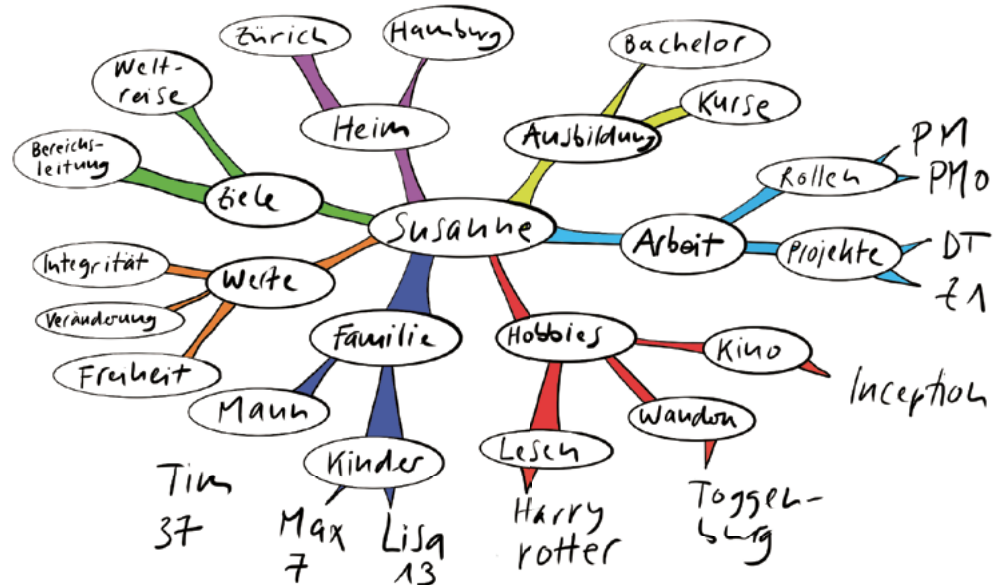 Zürich
Hamburg
Heim
Bachelor
Kurse
Ausbildung
Welt-
reise
Bereichs-
leitung
Ziele
Susanne
Arbeit
Rollen
PM
PMO
Projekte
DT
Z1
Werte
Integrität
Veränderung
Freiheit
Familie
Mann
Tim
37
Kinder
Max
7
Lisa
13
Hobbies
Kino
Inception
Wandern
Toggen-
burg
Lesen
Harry
Potter